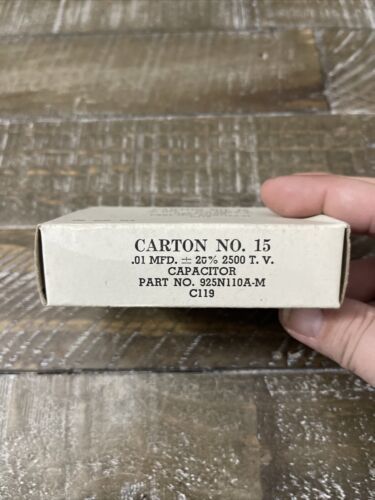 CARTON NO. 15
.01 MFD. ± 20% 2500 T. V.
CAPACITOR
PART NO. 925N110A-M
C119